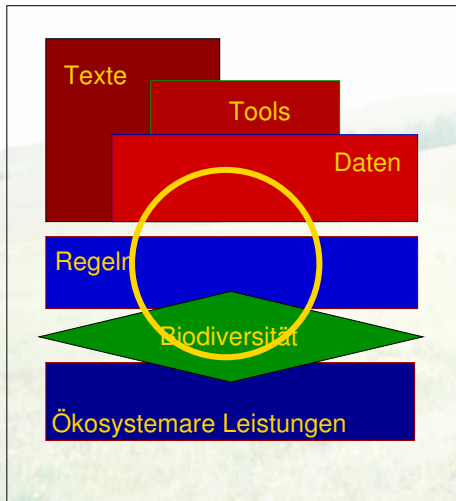 Texte
Tools
Daten
Regeln
Biodiversität
Ökosystemare Leistungen